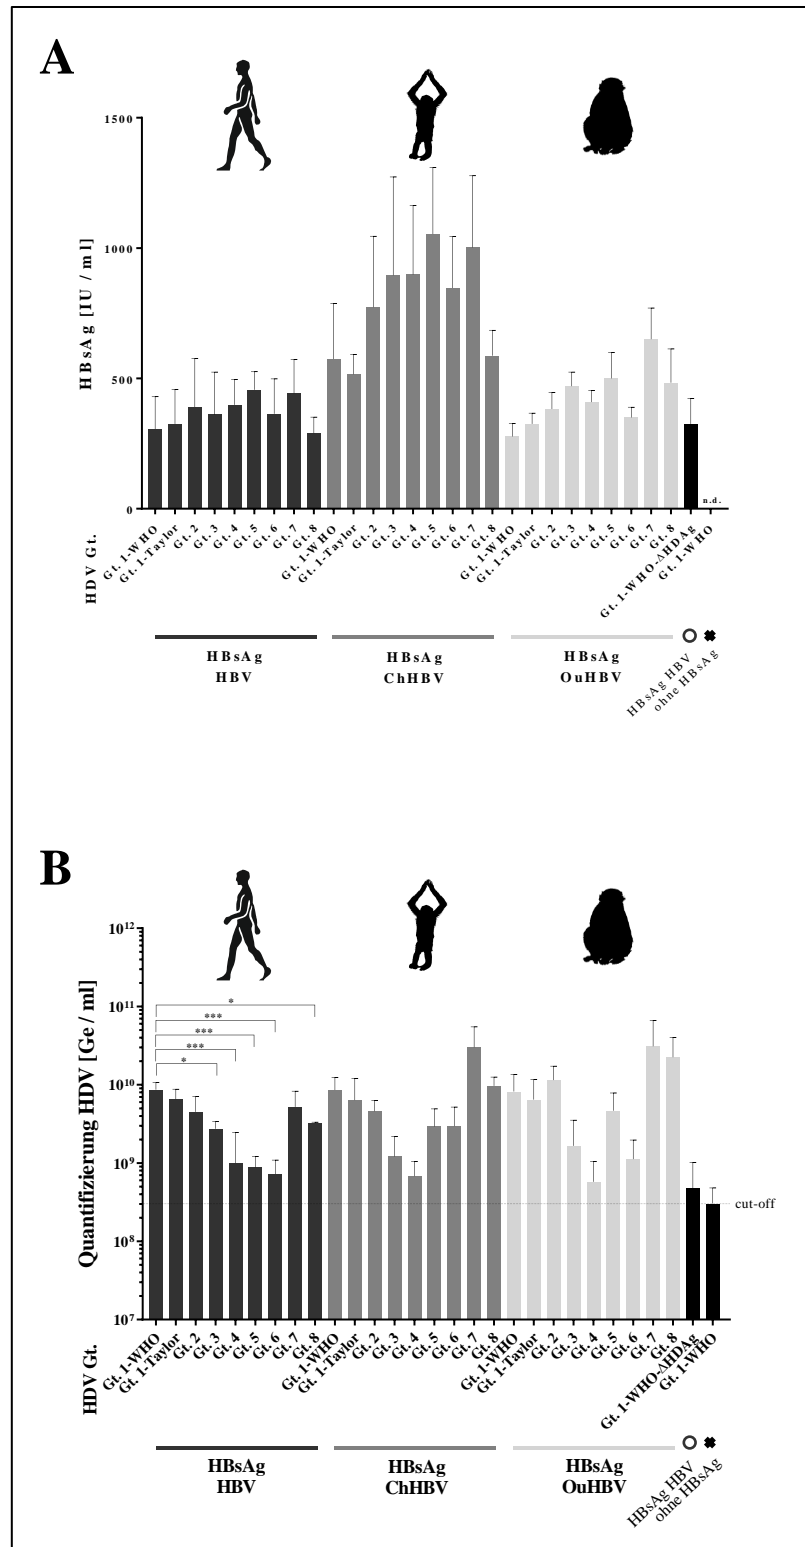 A
1500
1000
500
0
HBsAg [IU / ml]
n.d.
HDV Gt.
Gt. 1-WHO
Gt. 1-Taylor
Gt. 2
Gt. 3
Gt. 4
Gt. 5
Gt. 6
Gt. 7
Gt. 8
Gt. 1-WHO
Gt. 1-Taylor
Gt. 2
Gt. 3
Gt. 4
Gt. 5
Gt. 6
Gt. 7
Gt. 8
Gt. 1-WHO
Gt. 1-Taylor
Gt. 2
Gt. 3
Gt. 4
Gt. 5
Gt. 6
Gt. 7
Gt. 8
Gt. 1-WHO-ΔHDAg
Gt. 1-WHO
HBsAg
HBV
HBsAg
ChHBV
HBsAg
OuHBV
HBsAg HBV
ohne HBsAg
B
10¹²
10¹¹
10¹⁰
10⁹
10⁸
10⁷
Quantifizierung HDV [Ge / ml]
*
***
***
***
*
cut-off
HDV Gt.
Gt. 1-WHO
Gt. 1-Taylor
Gt. 2
Gt. 3
Gt. 4
Gt. 5
Gt. 6
Gt. 7
Gt. 8
Gt. 1-WHO
Gt. 1-Taylor
Gt. 2
Gt. 3
Gt. 4
Gt. 5
Gt. 6
Gt. 7
Gt. 8
Gt. 1-WHO
Gt. 1-Taylor
Gt. 2
Gt. 3
Gt. 4
Gt. 5
Gt. 6
Gt. 7
Gt. 8
Gt. 1-WHO-ΔHDAg
Gt. 1-WHO
HBsAg
HBV
HBsAg
ChHBV
HBsAg
OuHBV
HBsAg HBV
ohne HBsAg